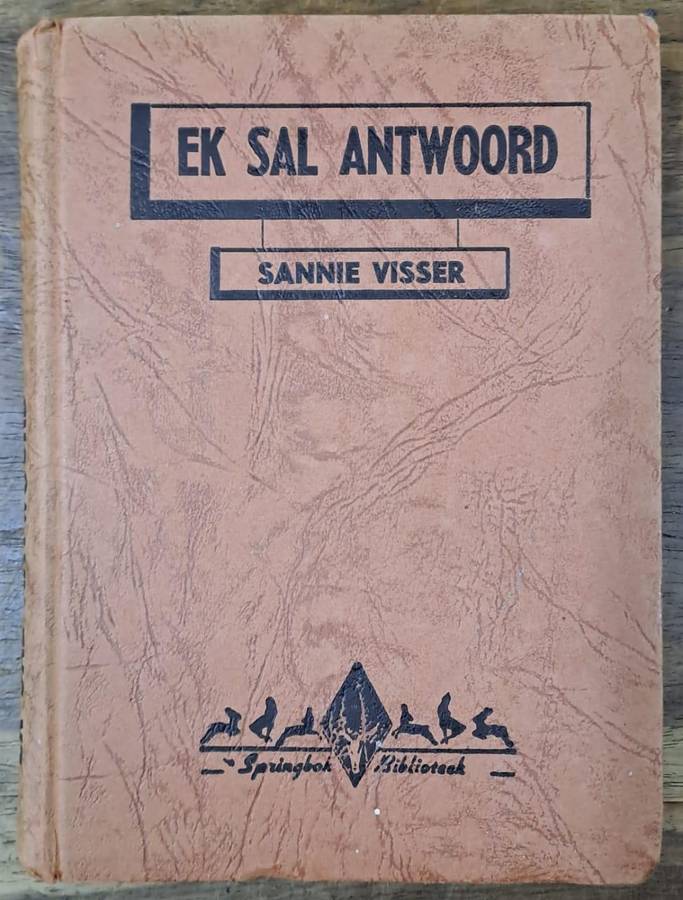 EK SAL ANTWOORD
SANNIE VISSER
Springbok Biblioteek